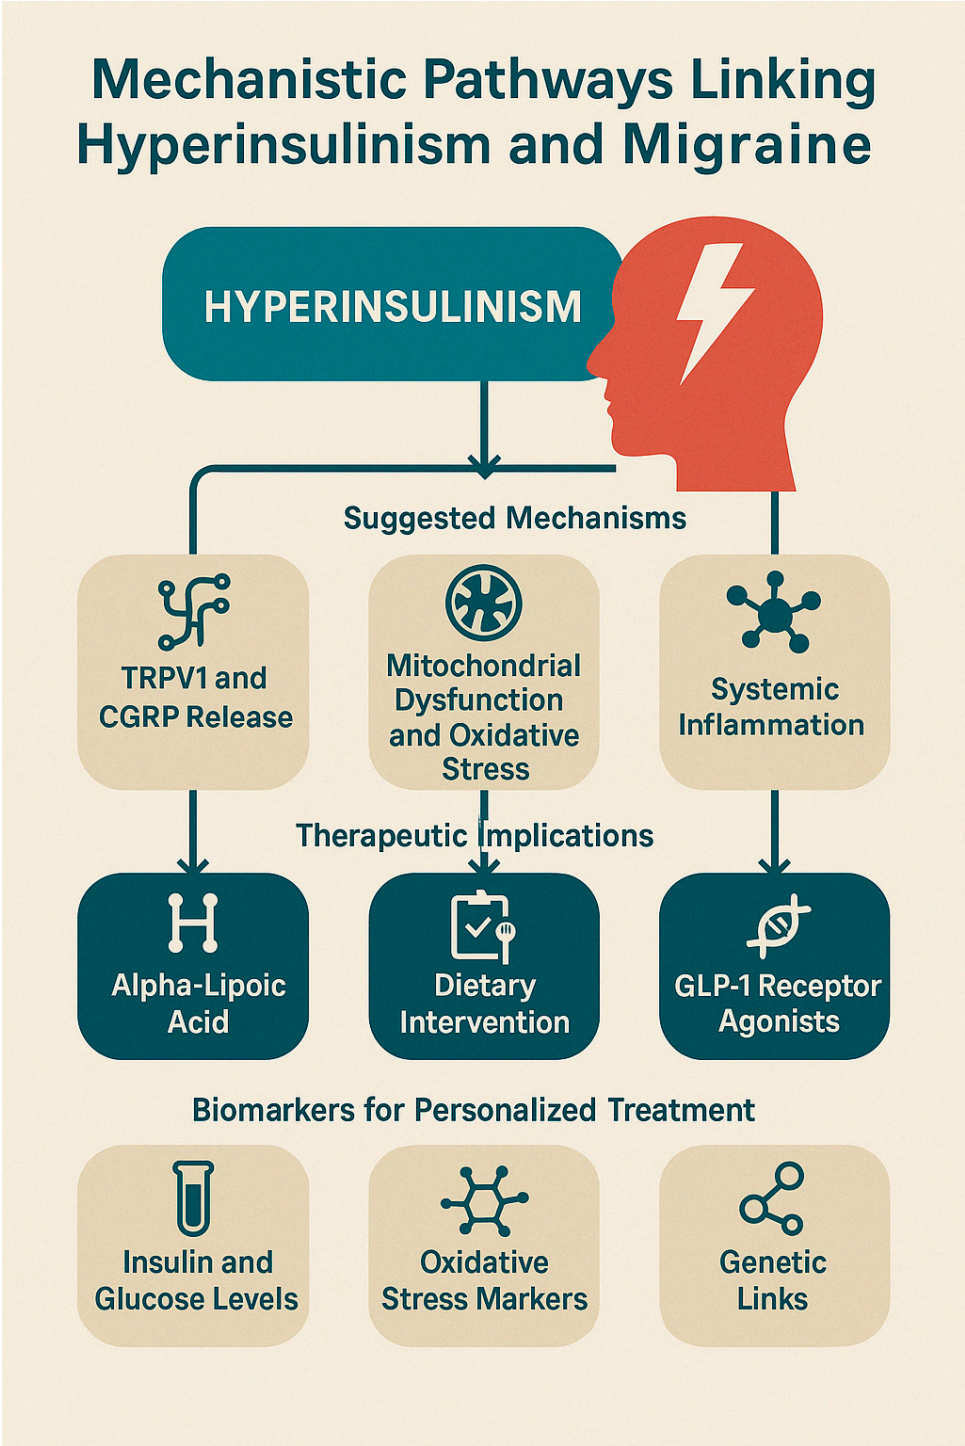 Mechanistic Pathways Linking
Hyperinsulinism and Migraine
HYPERINSULINISM
Suggested Mechanisms
TRPV1 and
CGRP Release
Mitochondrial
Dysfunction
and Oxidative
Stress
Systemic
Inflammation
Therapeutic Implications
Alpha-Lipoic
Acid
Dietary
Intervention
GLP-1 Receptor
Agonists
Biomarkers for Personalized Treatment
Insulin and
Glucose Levels
Oxidative
Stress Markers
Genetic
Links